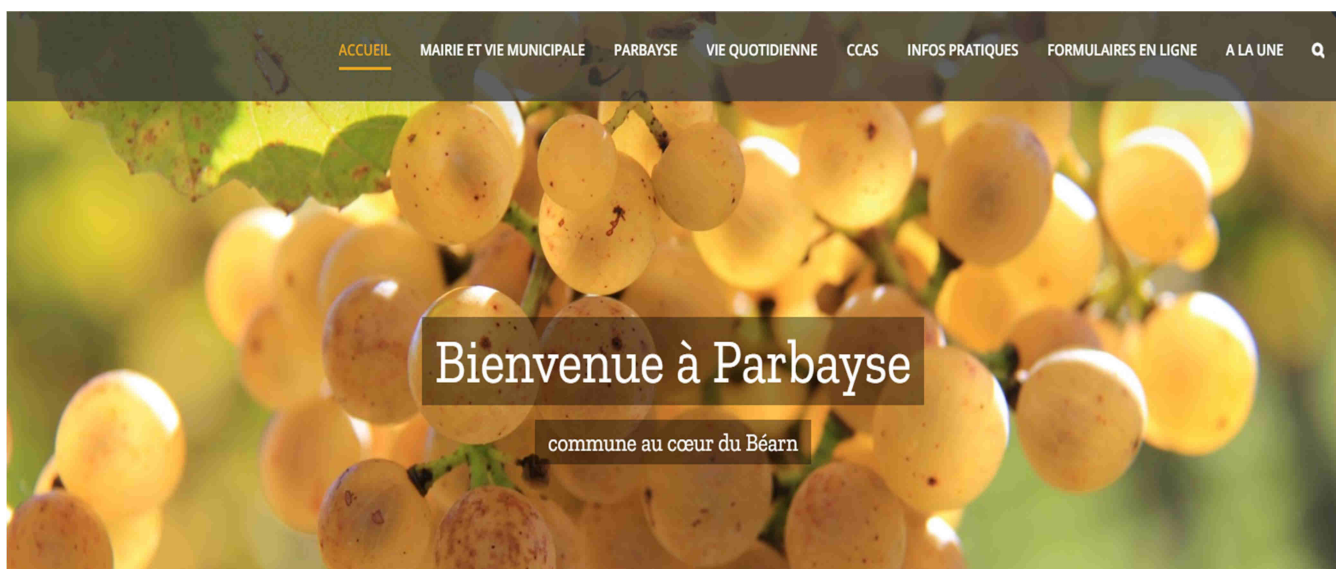 ACCUEIL MAIRIE ET VIE MUNICIPALE PARBAYSE VIE QUOTIDIENNE CCAS INFOS PRATIQUES FORMULAIRES EN LIGNE A LA UNE
Bienvenue à Parbayse
commune au cœur du Béarn